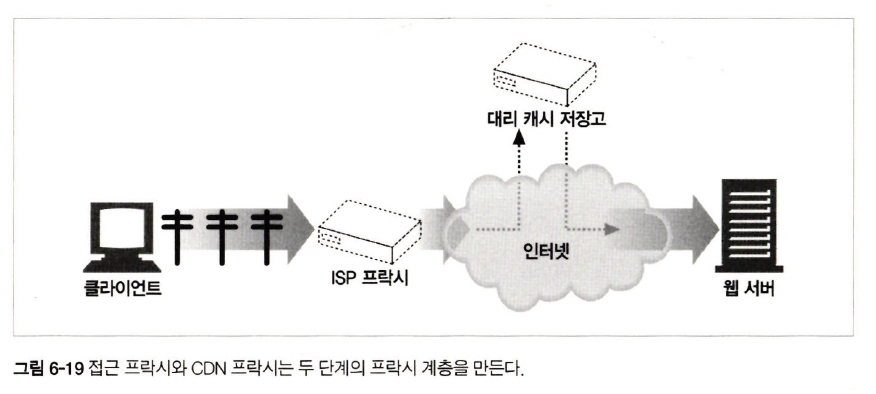 대리 캐시 저장고
인터넷
클라이언트
ISP 프락시
웹 서버
그림 6-19 접근 프락시와 CDN 프락시는 두 단계의 프락시 계층을 만든다.